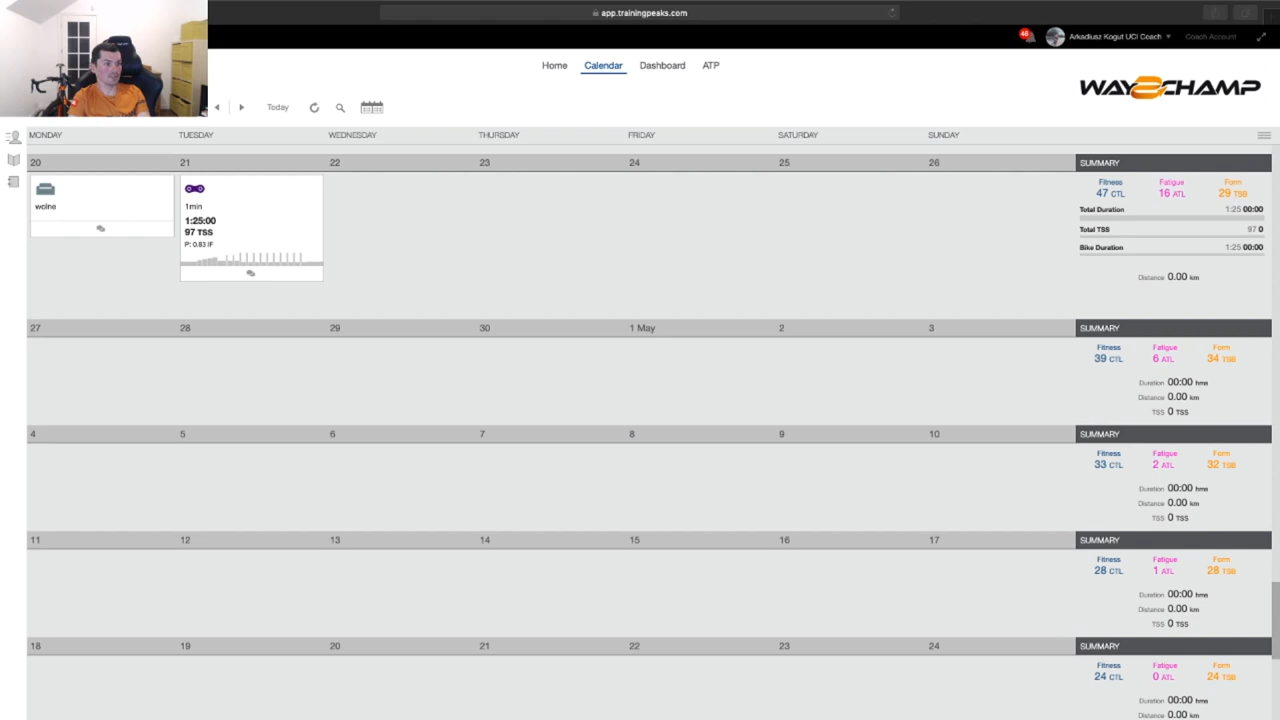 app.trainingpeaks.com
46
Arkadiusz Kogut UCI Coach
Coach Account
Home Calendar Dashboard ATP
WAY2CHAMP
Today
MONDAY TUESDAY WEDNESDAY THURSDAY FRIDAY SATURDAY SUNDAY
20 21 22 23 24 25 26 SUMMARY
wolne
1min
1:25:00
97 TSS
P: 0.83 IF
Fitness Fatigue Form
47 CTL 16 ATL 29 TSB
Total Duration 1:25 00:00
Total TSS 97 0
Bike Duration 1:25 00:00
Distance 0.00 km
27 28 29 30 1 May 2 3 SUMMARY
Fitness Fatigue Form
39 CTL 6 ATL 34 TSB
Duration 00:00 hms
Distance 0.00 km
TSS 0 TSS
4 5 6 7 8 9 10 SUMMARY
Fitness Fatigue Form
33 CTL 2 ATL 32 TSB
Duration 00:00 hms
Distance 0.00 km
TSS 0 TSS
11 12 13 14 15 16 17 SUMMARY
Fitness Fatigue Form
28 CTL 1 ATL 28 TSB
Duration 00:00 hms
Distance 0.00 km
TSS 0 TSS
18 19 20 21 22 23 24 SUMMARY
Fitness Fatigue Form
24 CTL 0 ATL 24 TSB
Duration 00:00 hms
Distance 0.00 km